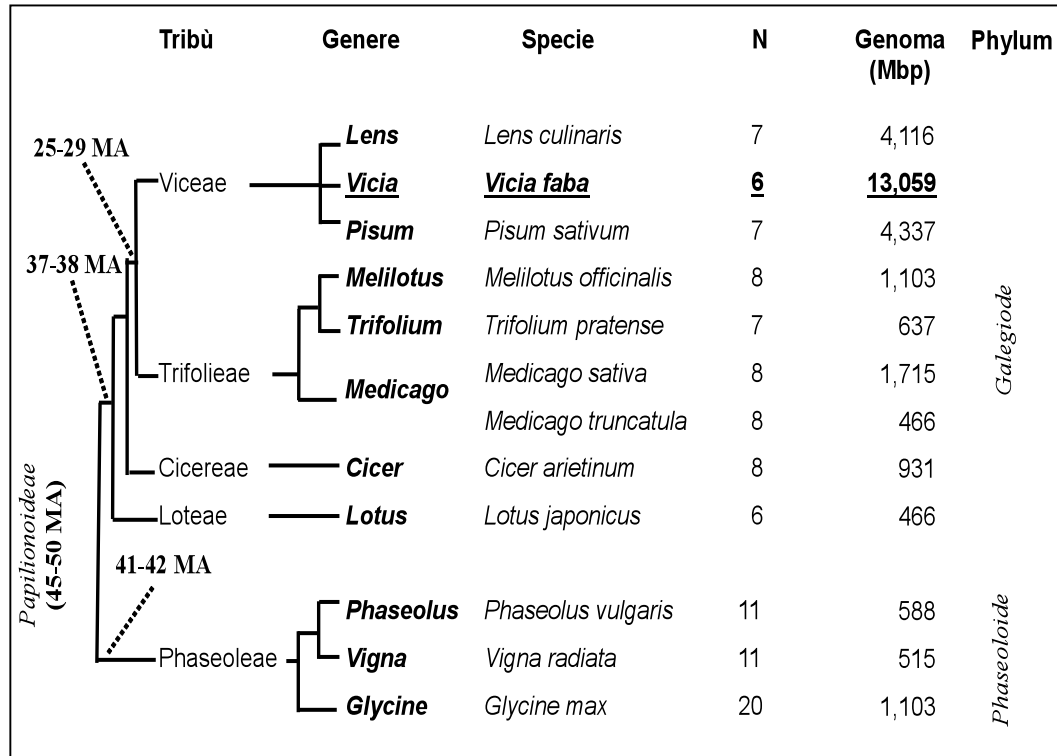 Tribù Genere Specie N Genoma Phylum
(Mbp)
25-29 MA
37-38 MA
41-42 MA
Papilionoideae
(45-50 MA)
Lens Lens culinaris 7 4,116
Viceae Vicia Vicia faba 6 13,059
Pisum Pisum sativum 7 4,337
Melilotus Melilotus officinalis 8 1,103
Trifolium Trifolium pratense 7 637
Trifolieae Medicago Medicago sativa 8 1,715
Medicago truncatula 8 466
Cicereae Cicer Cicer arietinum 8 931
Loteae Lotus Lotus japonicus 6 466
Galegiode
Phaseolus Phaseolus vulgaris 11 588
Phaseoleae Vigna Vigna radiata 11 515
Glycine Glycine max 20 1,103
Phaseoloide